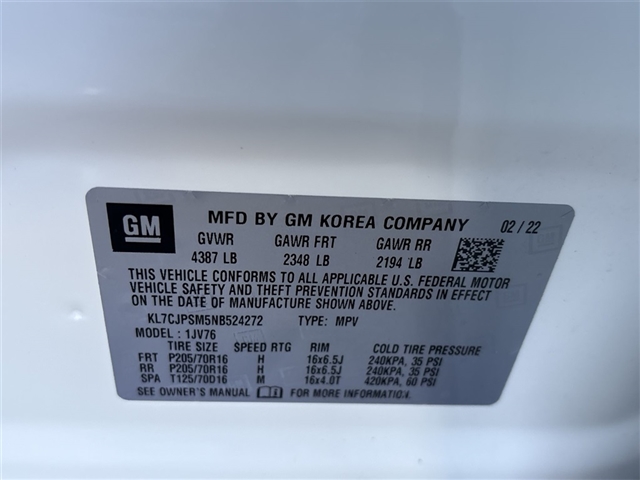 GM MFD BY GM KOREA COMPANY 02 / 22
GVWR GAWR FRT GAWR RR
4387 LB 2348 LB 2194 LB
THIS VEHICLE CONFORMS TO ALL APPLICABLE U.S. FEDERAL MOTOR
VEHICLE SAFETY AND THEFT PREVENTION STANDARDS IN EFFECT
ON THE DATE OF MANUFACTURE SHOWN ABOVE.
KL7CJPSM5NB524272 TYPE: MPV
MODEL : 1JV76
TIRE SIZE SPEED RTG RIM COLD TIRE PRESSURE
FRT P205/70R16 H 16x6.5J 240KPA, 35 PSI
RR P205/70R16 H 16x6.5J 240KPA, 35 PSI
SPA T125/70D16 M 16x4.0T 420KPA, 60 PSI
SEE OWNER'S MANUAL FOR MORE INFORMATION.